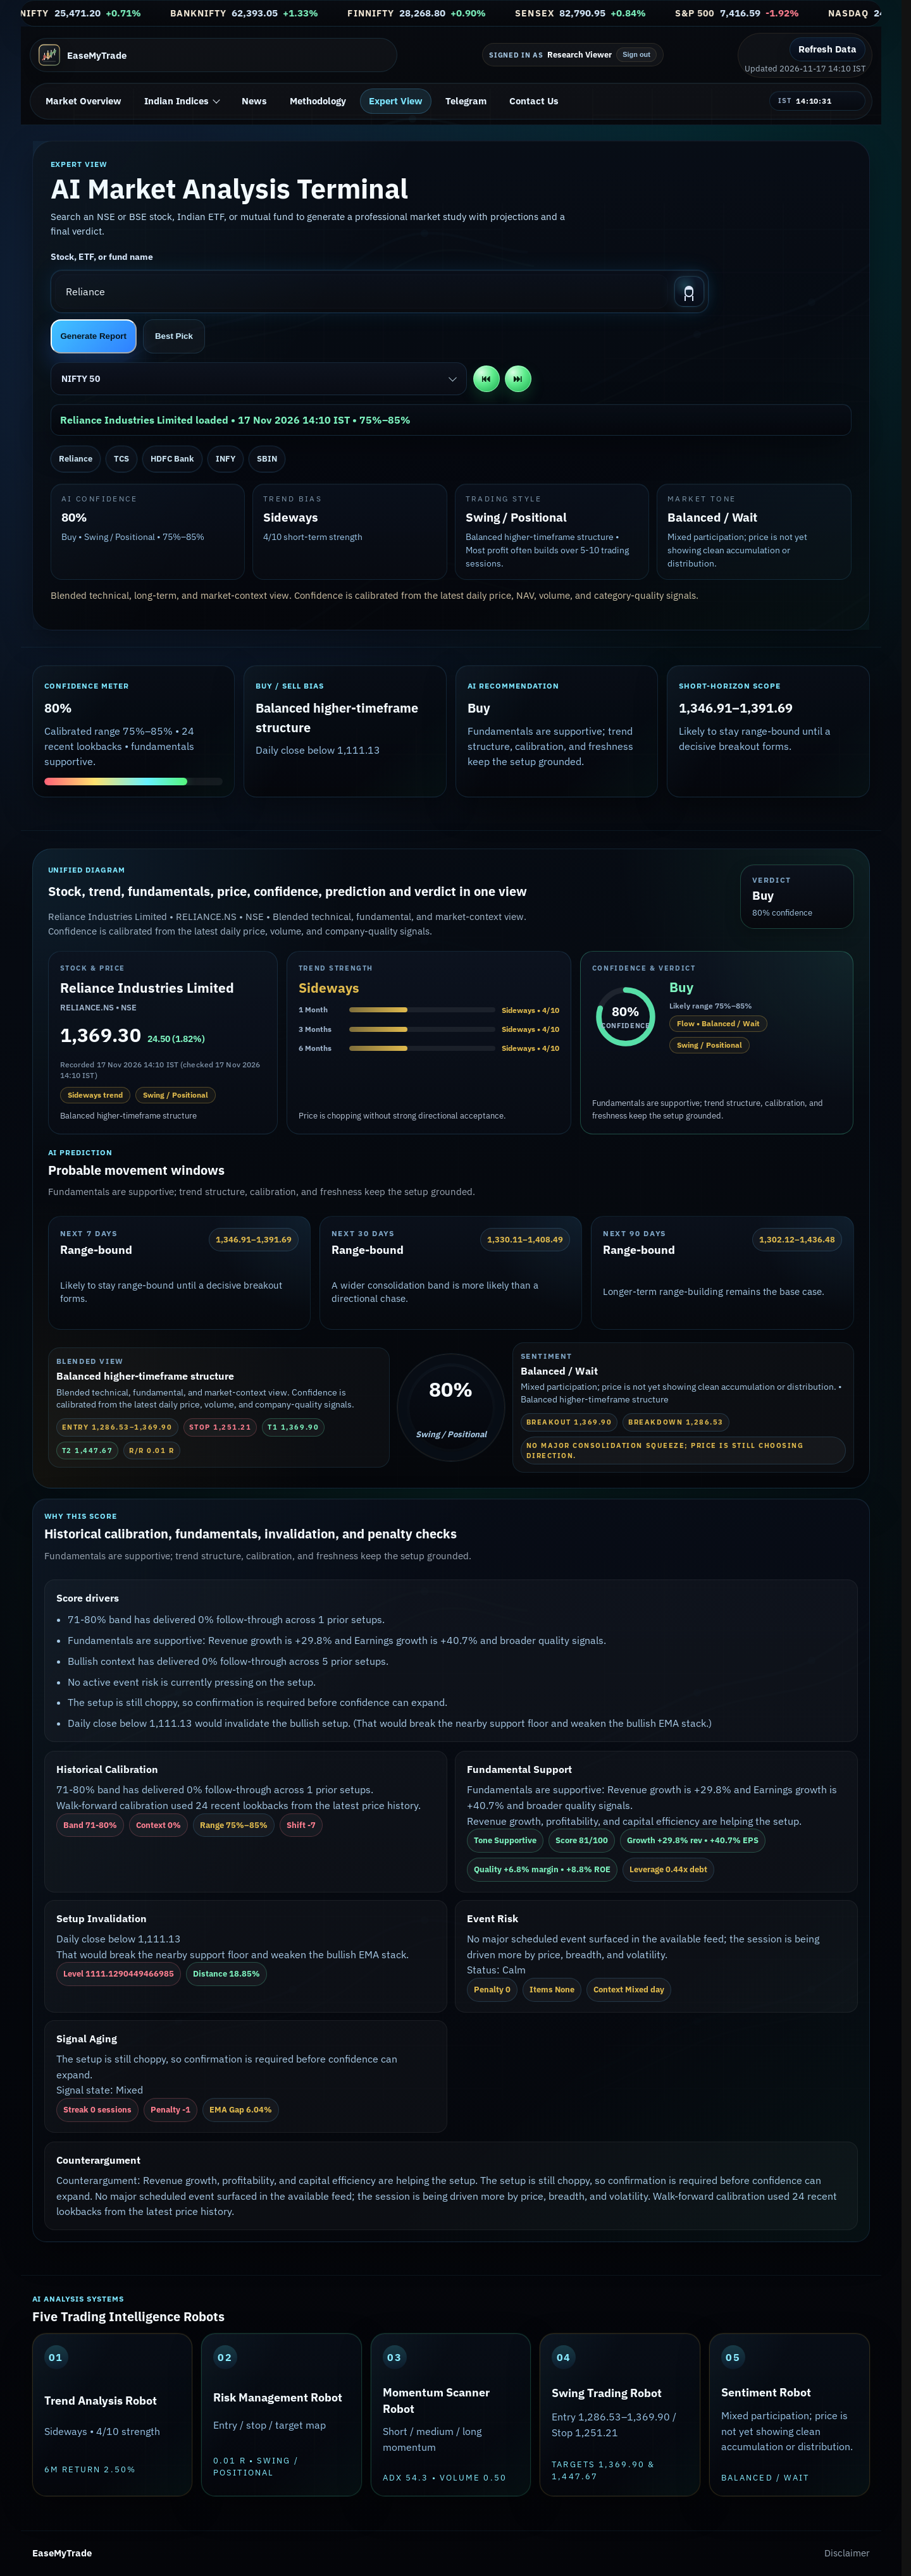 NIFTY 25,471.20 +0.71% BANKNIFTY 62,393.05 +1.33% FINNIFTY 28,268.80 +0.90% SENSEX 82,790.95 +0.84% S&P 500 7,416.59 -1.92% NASDAQ
EaseMyTrade
SIGNED IN AS Research Viewer Sign out
Refresh Data
Updated 2026-11-17 14:10 IST
Market Overview Indian Indices News Methodology Expert View Telegram Contact Us
IST 14:10:31
EXPERT VIEW
AI Market Analysis Terminal
Search an NSE or BSE stock, Indian ETF, or mutual fund to generate a professional market study with projections and a
final verdict.
Stock, ETF, or fund name
Reliance
Generate Report Best Pick
NIFTY 50
Reliance Industries Limited loaded • 17 Nov 2026 14:10 IST • 75%–85%
Reliance TCS HDFC Bank INFY SBIN
AI CONFIDENCE
80%
Buy • Swing / Positional • 75%–85%
TREND BIAS
Sideways
4/10 short-term strength
TRADING STYLE
Swing / Positional
Balanced higher-timeframe structure •
Most profit often builds over 5-10 trading
sessions.
MARKET TONE
Balanced / Wait
Mixed participation; price is not yet
showing clean accumulation or
distribution.
Blended technical, long-term, and market-context view. Confidence is calibrated from the latest daily price, NAV, volume, and category-quality signals.
CONFIDENCE METER
80%
Calibrated range 75%–85% • 24
recent lookbacks • fundamentals
supportive.
BUY / SELL BIAS
Balanced higher-timeframe
structure
Daily close below 1,111.13
AI RECOMMENDATION
Buy
Fundamentals are supportive; trend
structure, calibration, and freshness
keep the setup grounded.
SHORT-HORIZON SCOPE
1,346.91–1,391.69
Likely to stay range-bound until a
decisive breakout forms.
UNIFIED DIAGRAM
Stock, trend, fundamentals, price, confidence, prediction and verdict in one view
Reliance Industries Limited • RELIANCE.NS • NSE • Blended technical, fundamental, and market-context view.
Confidence is calibrated from the latest daily price, volume, and company-quality signals.
VERDICT
Buy
80% confidence
STOCK & PRICE
Reliance Industries Limited
RELIANCE.NS • NSE
1,369.30 24.50 (1.82%)
Recorded 17 Nov 2026 14:10 IST (checked 17 Nov 2026
14:10 IST)
Sideways trend Swing / Positional
Balanced higher-timeframe structure
TREND STRENGTH
Sideways
1 Month Sideways • 4/10
3 Months Sideways • 4/10
6 Months Sideways • 4/10
Price is chopping without strong directional acceptance.
CONFIDENCE & VERDICT
80%
CONFIDENCE
Buy
Likely range 75%–85%
Flow • Balanced / Wait
Swing / Positional
Fundamentals are supportive; trend structure, calibration, and
freshness keep the setup grounded.
AI PREDICTION
Probable movement windows
Fundamentals are supportive; trend structure, calibration, and freshness keep the setup grounded.
NEXT 7 DAYS
Range-bound
1,346.91–1,391.69
Likely to stay range-bound until a decisive breakout
forms.
NEXT 30 DAYS
Range-bound
1,330.11–1,408.49
A wider consolidation band is more likely than a
directional chase.
NEXT 90 DAYS
Range-bound
1,302.12–1,436.48
Longer-term range-building remains the base case.
BLENDED VIEW
Balanced higher-timeframe structure
Blended technical, fundamental, and market-context view. Confidence is
calibrated from the latest daily price, volume, and company-quality signals.
ENTRY 1,286.53–1,369.90 STOP 1,251.21 T1 1,369.90
T2 1,447.67 R/R 0.01 R
80%
Swing / Positional
SENTIMENT
Balanced / Wait
Mixed participation; price is not yet showing clean accumulation or distribution. •
Balanced higher-timeframe structure
BREAKOUT 1,369.90 BREAKDOWN 1,286.53
NO MAJOR CONSOLIDATION SQUEEZE; PRICE IS STILL CHOOSING
DIRECTION.
WHY THIS SCORE
Historical calibration, fundamentals, invalidation, and penalty checks
Fundamentals are supportive; trend structure, calibration, and freshness keep the setup grounded.
Score drivers
• 71-80% band has delivered 0% follow-through across 1 prior setups.
• Fundamentals are supportive: Revenue growth is +29.8% and Earnings growth is +40.7% and broader quality signals.
• Bullish context has delivered 0% follow-through across 5 prior setups.
• No active event risk is currently pressing on the setup.
• The setup is still choppy, so confirmation is required before confidence can expand.
• Daily close below 1,111.13 would invalidate the bullish setup. (That would break the nearby support floor and weaken the bullish EMA stack.)
Historical Calibration
71-80% band has delivered 0% follow-through across 1 prior setups.
Walk-forward calibration used 24 recent lookbacks from the latest price history.
Band 71-80% Context 0% Range 75%–85% Shift -7
Fundamental Support
Fundamentals are supportive: Revenue growth is +29.8% and Earnings growth is
+40.7% and broader quality signals.
Revenue growth, profitability, and capital efficiency are helping the setup.
Tone Supportive Score 81/100 Growth +29.8% rev • +40.7% EPS
Quality +6.8% margin • +8.8% ROE Leverage 0.44x debt
Setup Invalidation
Daily close below 1,111.13
That would break the nearby support floor and weaken the bullish EMA stack.
Level 1111.1290449466985 Distance 18.85%
Event Risk
No major scheduled event surfaced in the available feed; the session is being
driven more by price, breadth, and volatility.
Status: Calm
Penalty 0 Items None Context Mixed day
Signal Aging
The setup is still choppy, so confirmation is required before confidence can
expand.
Signal state: Mixed
Streak 0 sessions Penalty -1 EMA Gap 6.04%
Counterargument
Counterargument: Revenue growth, profitability, and capital efficiency are helping the setup. The setup is still choppy, so confirmation is required before confidence can
expand. No major scheduled event surfaced in the available feed; the session is being driven more by price, breadth, and volatility. Walk-forward calibration used 24 recent
lookbacks from the latest price history.
AI ANALYSIS SYSTEMS
Five Trading Intelligence Robots
01
Trend Analysis Robot
Sideways • 4/10 strength
6M RETURN 2.50%
02
Risk Management Robot
Entry / stop / target map
0.01 R • SWING /
POSITIONAL
03
Momentum Scanner
Robot
Short / medium / long
momentum
ADX 54.3 • VOLUME 0.50
04
Swing Trading Robot
Entry 1,286.53–1,369.90 /
Stop 1,251.21
TARGETS 1,369.90 &
1,447.67
05
Sentiment Robot
Mixed participation; price is
not yet showing clean
accumulation or distribution.
BALANCED / WAIT
EaseMyTrade
Disclaimer